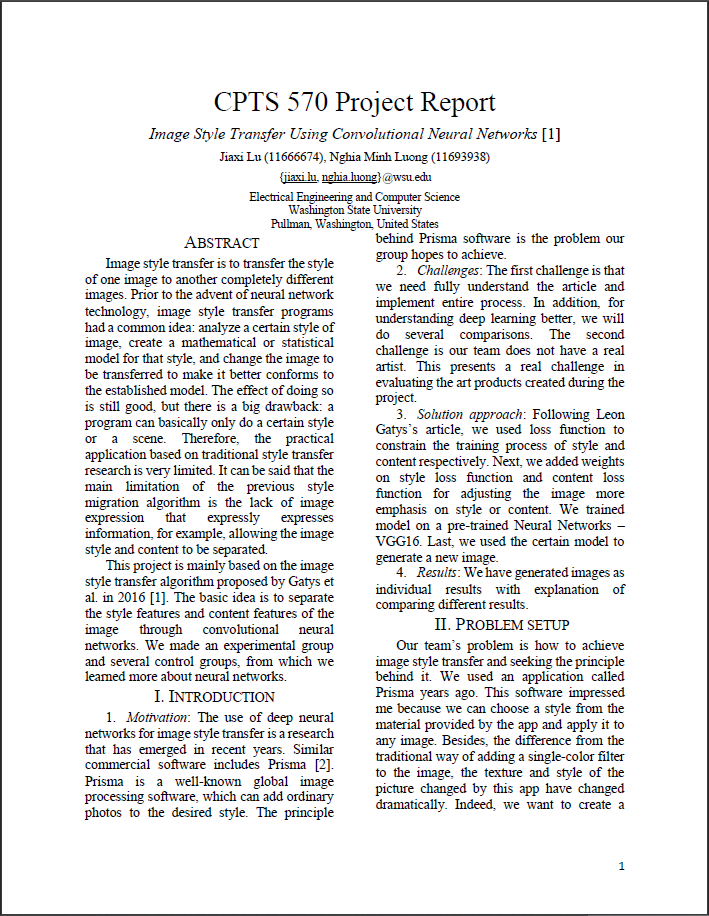 CPTS 570 Project Report
Image Style Transfer Using Convolutional Neural Networks [1]
Jiaxi Lu (11666674), Nghia Minh Luong (11693938)
{jiaxi.lu, nghia.luong}@wsu.edu
Electrical Engineering and Computer Science
Washington State University
Pullman, Washington, United States
ABSTRACT
Image style transfer is to transfer the style
of one image to another completely different
images. Prior to the advent of neural network
technology, image style transfer programs
had a common idea: analyze a certain style of
image, create a mathematical or statistical
model for that style, and change the image to
be transferred to make it better conforms to
the established model. The effect of doing so
is still good, but there is a big drawback: a
program can basically only do a certain style
or a scene. Therefore, the practical
application based on traditional style transfer
research is very limited. It can be said that the
main limitation of the previous style
migration algorithm is the lack of image
expression that expressly expresses
information, for example, allowing the image
style and content to be separated.
This project is mainly based on the image
style transfer algorithm proposed by Gatys et
al. in 2016 [1]. The basic idea is to separate
the style features and content features of the
image through convolutional neural
networks. We made an experimental group
and several control groups, from which we
learned more about neural networks.
I. INTRODUCTION
1. Motivation: The use of deep neural
networks for image style transfer is a research
that has emerged in recent years. Similar
commercial software includes Prisma [2].
Prisma is a well-known global image
processing software, which can add ordinary
photos to the desired style. The principle
behind Prisma software is the problem our
group hopes to achieve.
2. Challenges: The first challenge is that
we need fully understand the article and
implement entire process. In addition, for
understanding deep learning better, we will
do several comparisons. The second
challenge is our team does not have a real
artist. This presents a real challenge in
evaluating the art products created during the
project.
3. Solution approach: Following Leon
Gatys's article, we used loss function to
constrain the training process of style and
content respectively. Next, we added weights
on style loss function and content loss
function for adjusting the image more
emphasis on style or content. We trained
model on a pre-trained Neural Networks –
VGG16. Last, we used the certain model to
generate a new image.
4. Results: We have generated images as
individual results with explanation of
comparing different results.
II. PROBLEM SETUP
Our team's problem is how to achieve
image style transfer and seeking the principle
behind it. We used an application called
Prisma years ago. This software impressed
me because we can choose a style from the
material provided by the app and apply it to
any image. Besides, the difference from the
traditional way of adding a single-color filter
to the image, the texture and style of the
picture changed by this app have changed
dramatically. Indeed, we want to create a
1